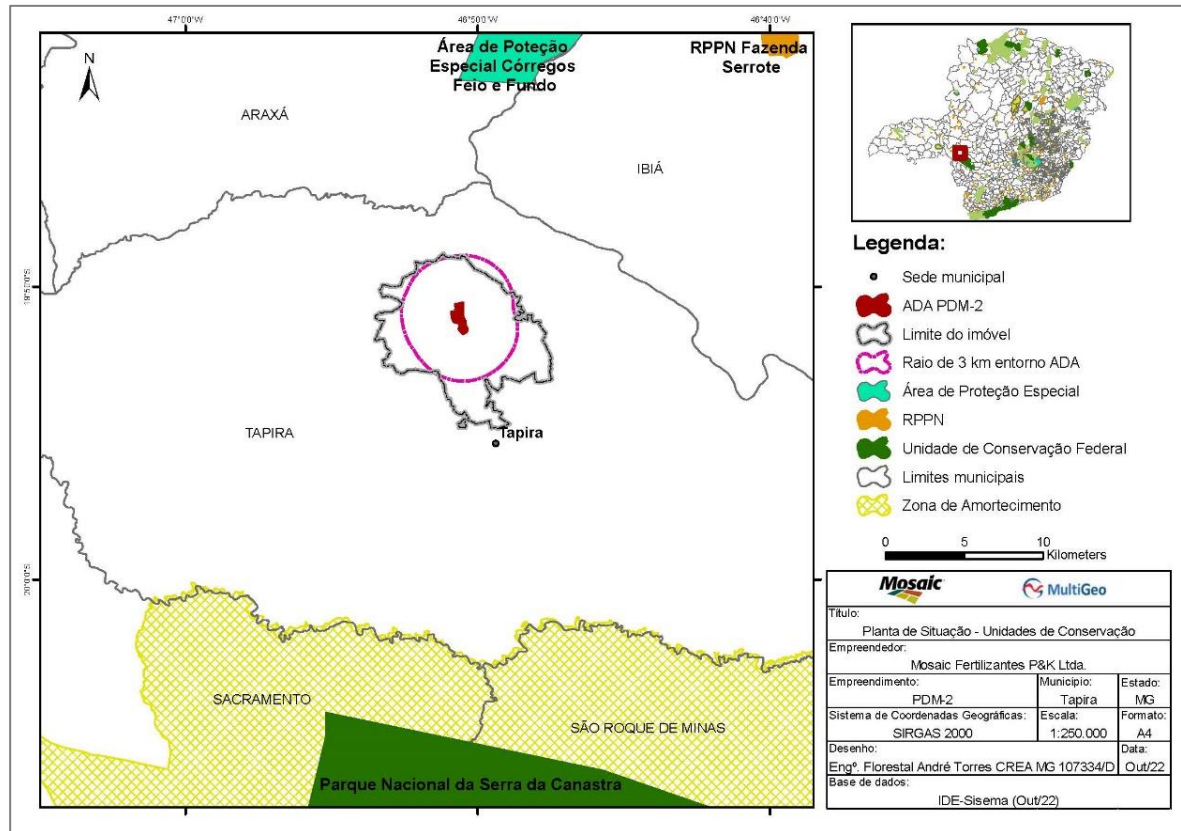 47°0'0"W
46°50'0"W
46°40'0"W
19°50'0"S
20°0'0"S
N
Área de Poteção
Especial Córregos
Feio e Fundo
RPPN Fazenda
Serrote
ARAXÁ
IBIÁ
TAPIRA
Tapira
SACRAMENTO
SÃO ROQUE DE MINAS
Parque Nacional da Serra da Canastra
Legenda:
Sede municipal
ADA PDM-2
Limite do imóvel
Raio de 3 km entorno ADA
Área de Proteção Especial
RPPN
Unidade de Conservação Federal
Limites municipais
Zona de Amortecimento
0 5 10
Kilometers
Mosaic MultiGeo
Título:
Planta de Situação - Unidades de Conservação
Empreendedor:
Mosaic Fertilizantes P&K Ltda.
Empreendimento: Município: Estado:
PDM-2 Tapira MG
Sistema de Coordenadas Geográficas: Escala: Formato:
SIRGAS 2000 1:250.000 A4
Desenho: Data:
Engº. Florestal André Torres CREA MG 107334/D Out/22
Base de dados:
IDE-Sisema (Out/22)